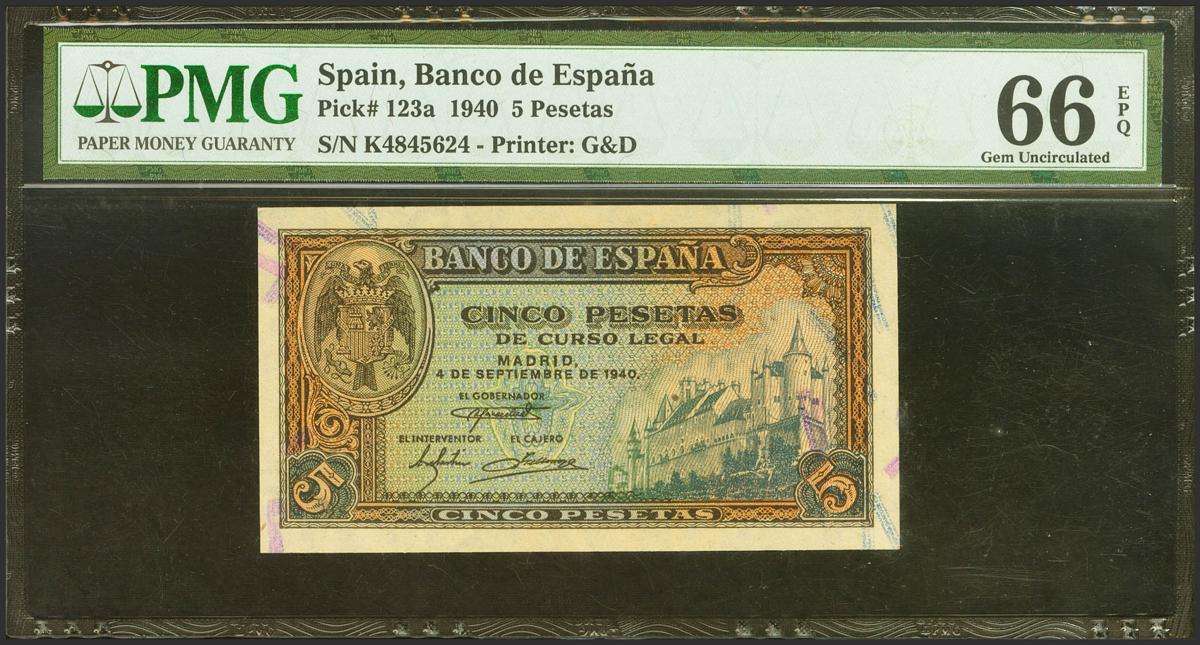 PMG
PAPER MONEY GUARANTY
Spain, Banco de España
Pick# 123a 1940 5 Pesetas
S/N K4845624 - Printer: G&D
66
EPQ
Gem Uncirculated
BANCO DE ESPAÑA
CINCO PESETAS
DE CURSO LEGAL
MADRID,
4 DE SEPTIEMBRE DE 1940.
EL GOBERNADOR
EL INTERVENTOR EL CAJERO
5 5
CINCO PESETAS